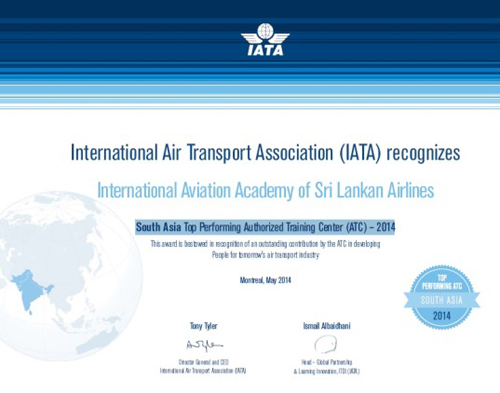 IATA
International Air Transport Association (IATA) recognizes
International Aviation Academy of Sri Lankan Airlines
South Asia Top Performing Authorized Training Center (ATC) – 2014
This award is bestowed in recognition of an outstanding contribution by the ATC in developing
People for tomorrow's air transport industry
Montreal, May 2014
TOP
PERFORMING ATC
SOUTH ASIA
2014
Tony Tyler
Director General and CEO
International Air Transport Association (IATA)
Ismail Albaidhani
Head – Global Partnership
& Learning Innovation, ITDI (IATA)